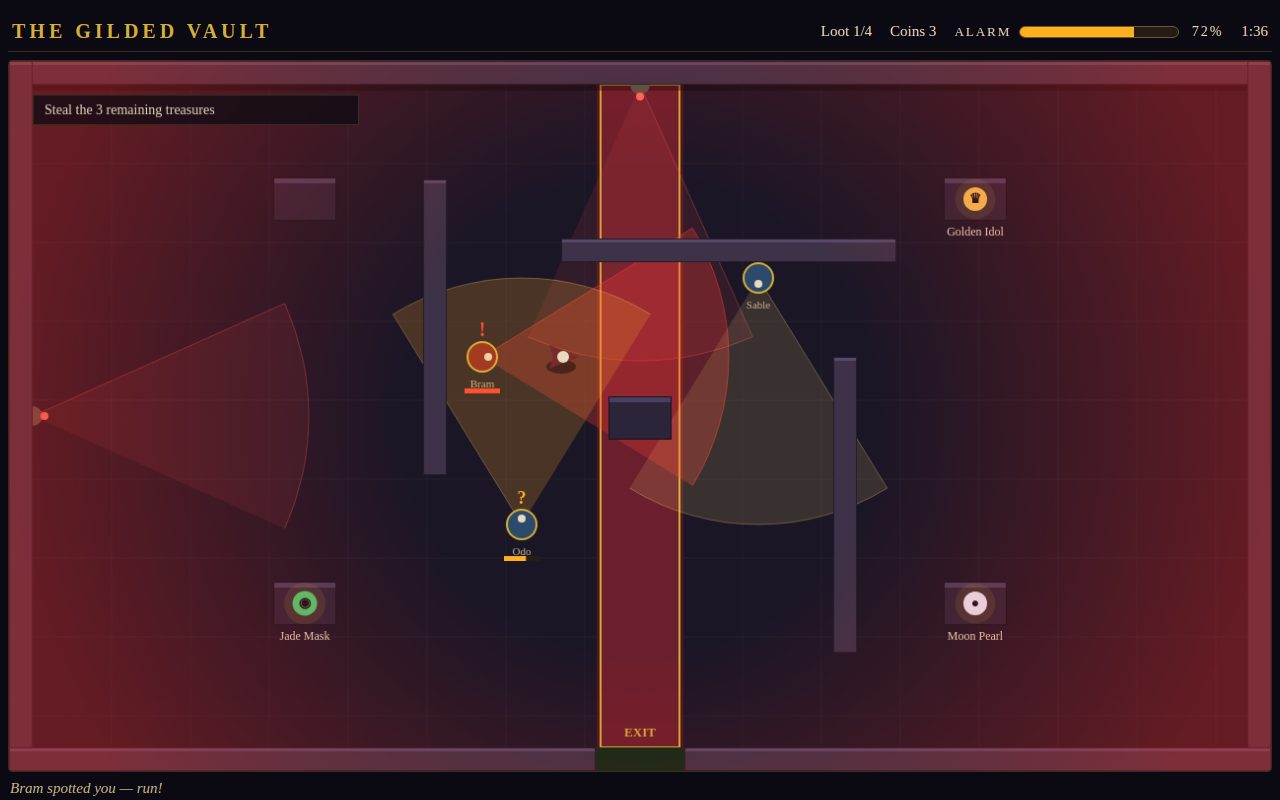 THE GILDED VAULT
Loot 1/4 Coins 3 ALARM 72% 1:36
Steal the 3 remaining treasures
Golden Idol
Sable
!
Bram
?
Odo
Jade Mask
Moon Pearl
EXIT
Bram spotted you — run!